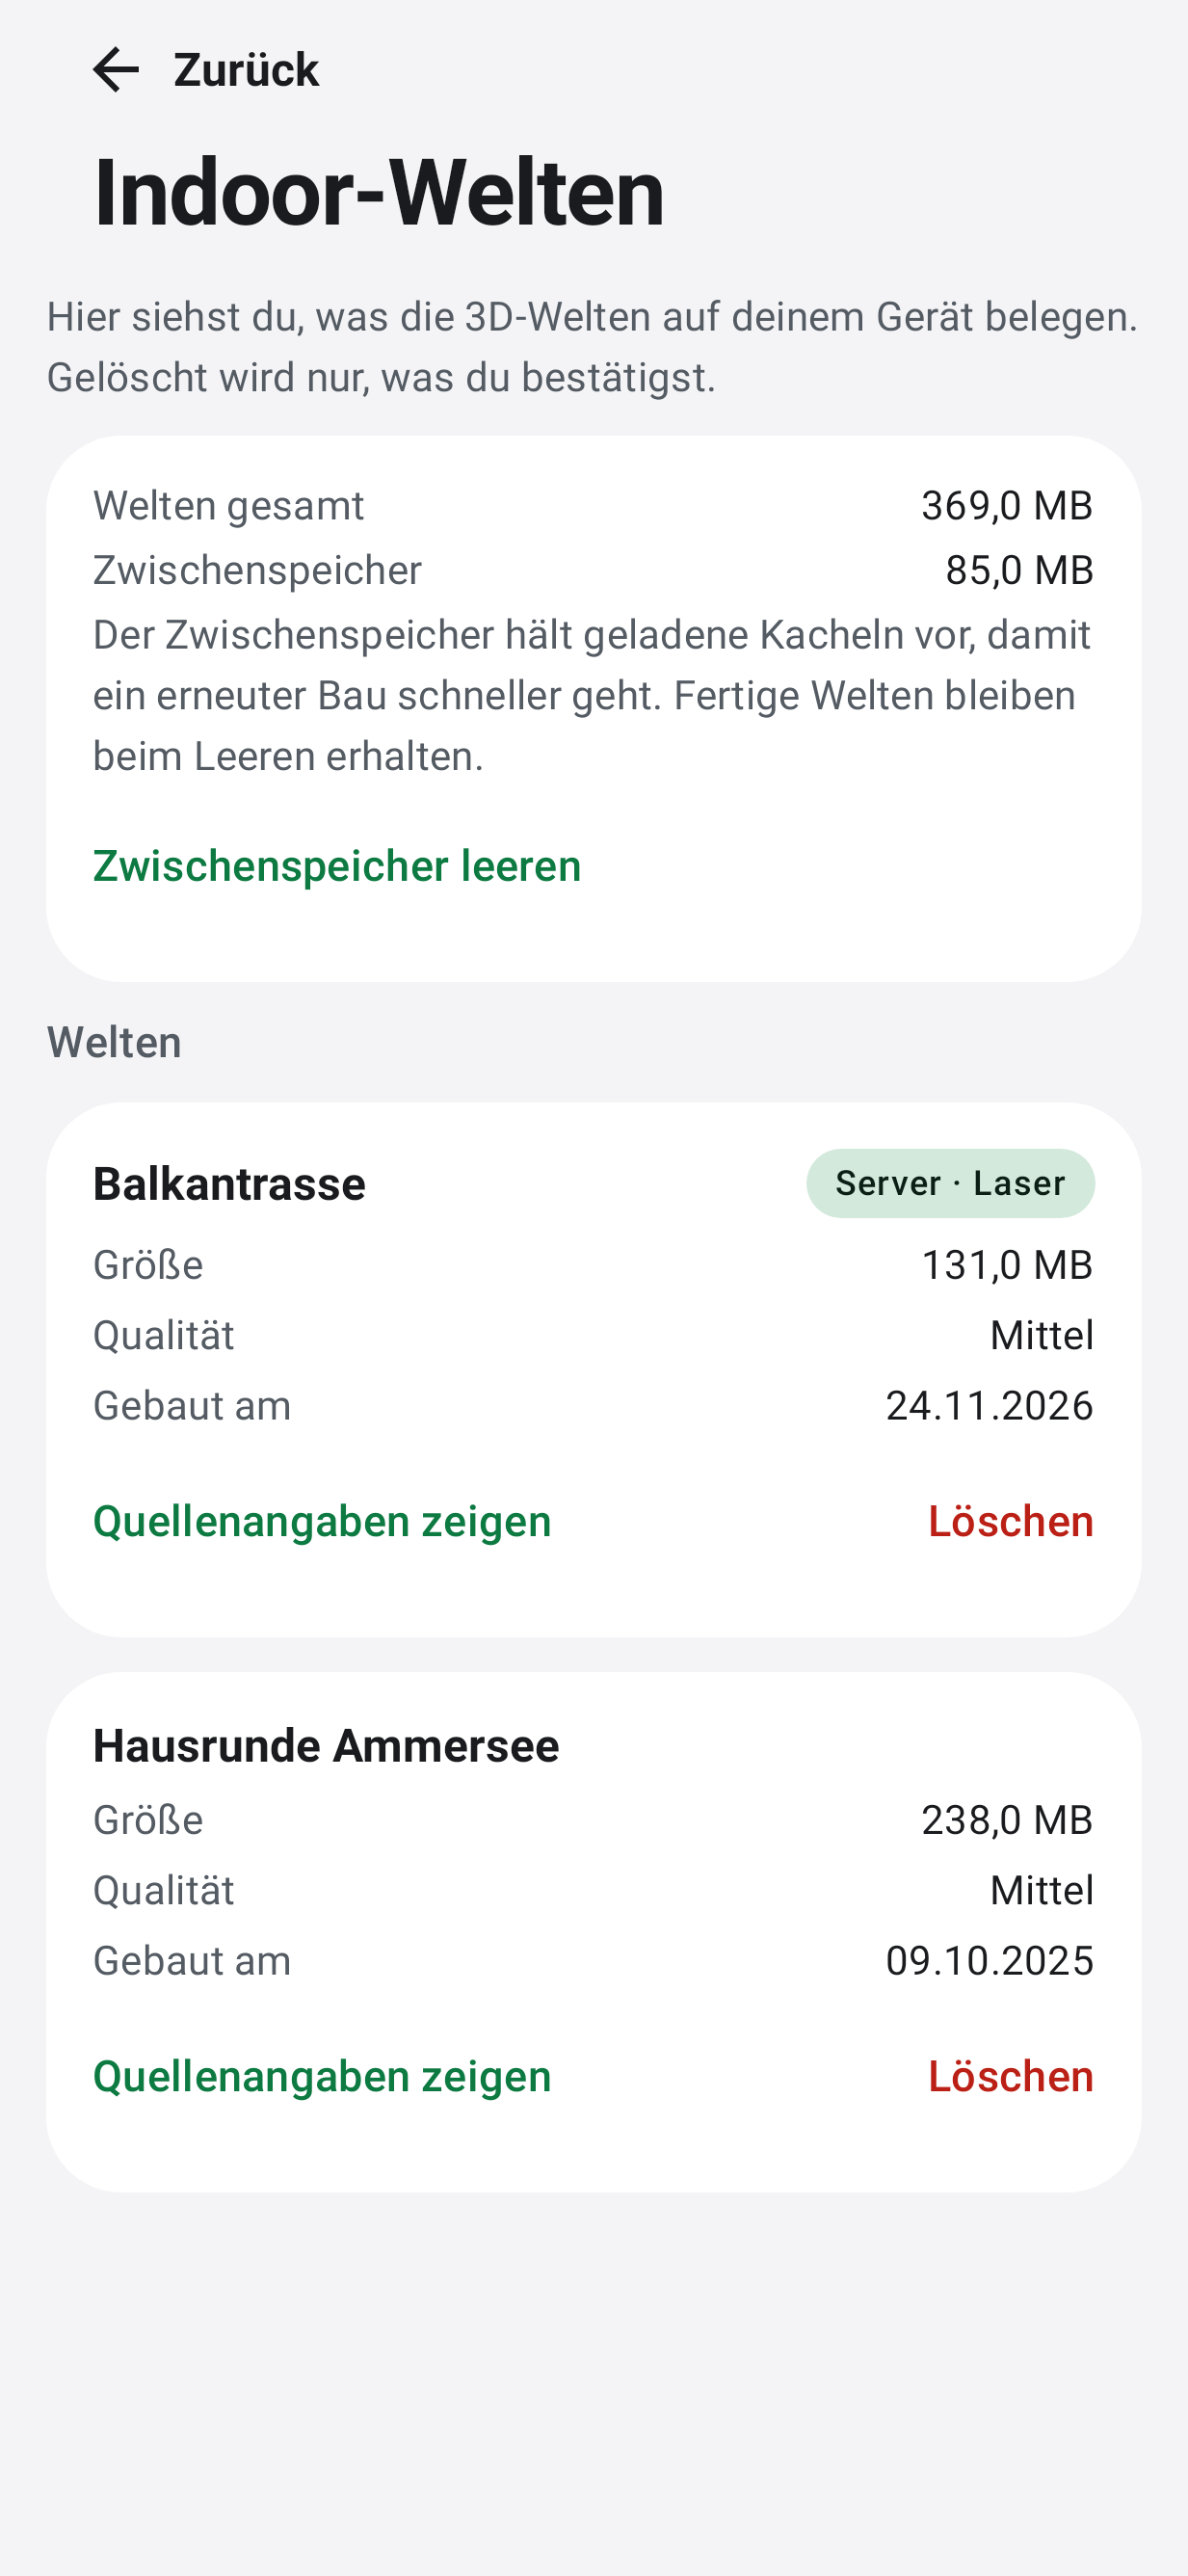 Zurück
Indoor-Welten
Hier siehst du, was die 3D-Welten auf deinem Gerät belegen.
Gelöscht wird nur, was du bestätigst.
Welten gesamt 369,0 MB
Zwischenspeicher 85,0 MB
Der Zwischenspeicher hält geladene Kacheln vor, damit
ein erneuter Bau schneller geht. Fertige Welten bleiben
beim Leeren erhalten.
Zwischenspeicher leeren
Welten
Balkantrasse Server · Laser
Größe 131,0 MB
Qualität Mittel
Gebaut am 24.11.2026
Quellenangaben zeigen Löschen
Hausrunde Ammersee
Größe 238,0 MB
Qualität Mittel
Gebaut am 09.10.2025
Quellenangaben zeigen Löschen